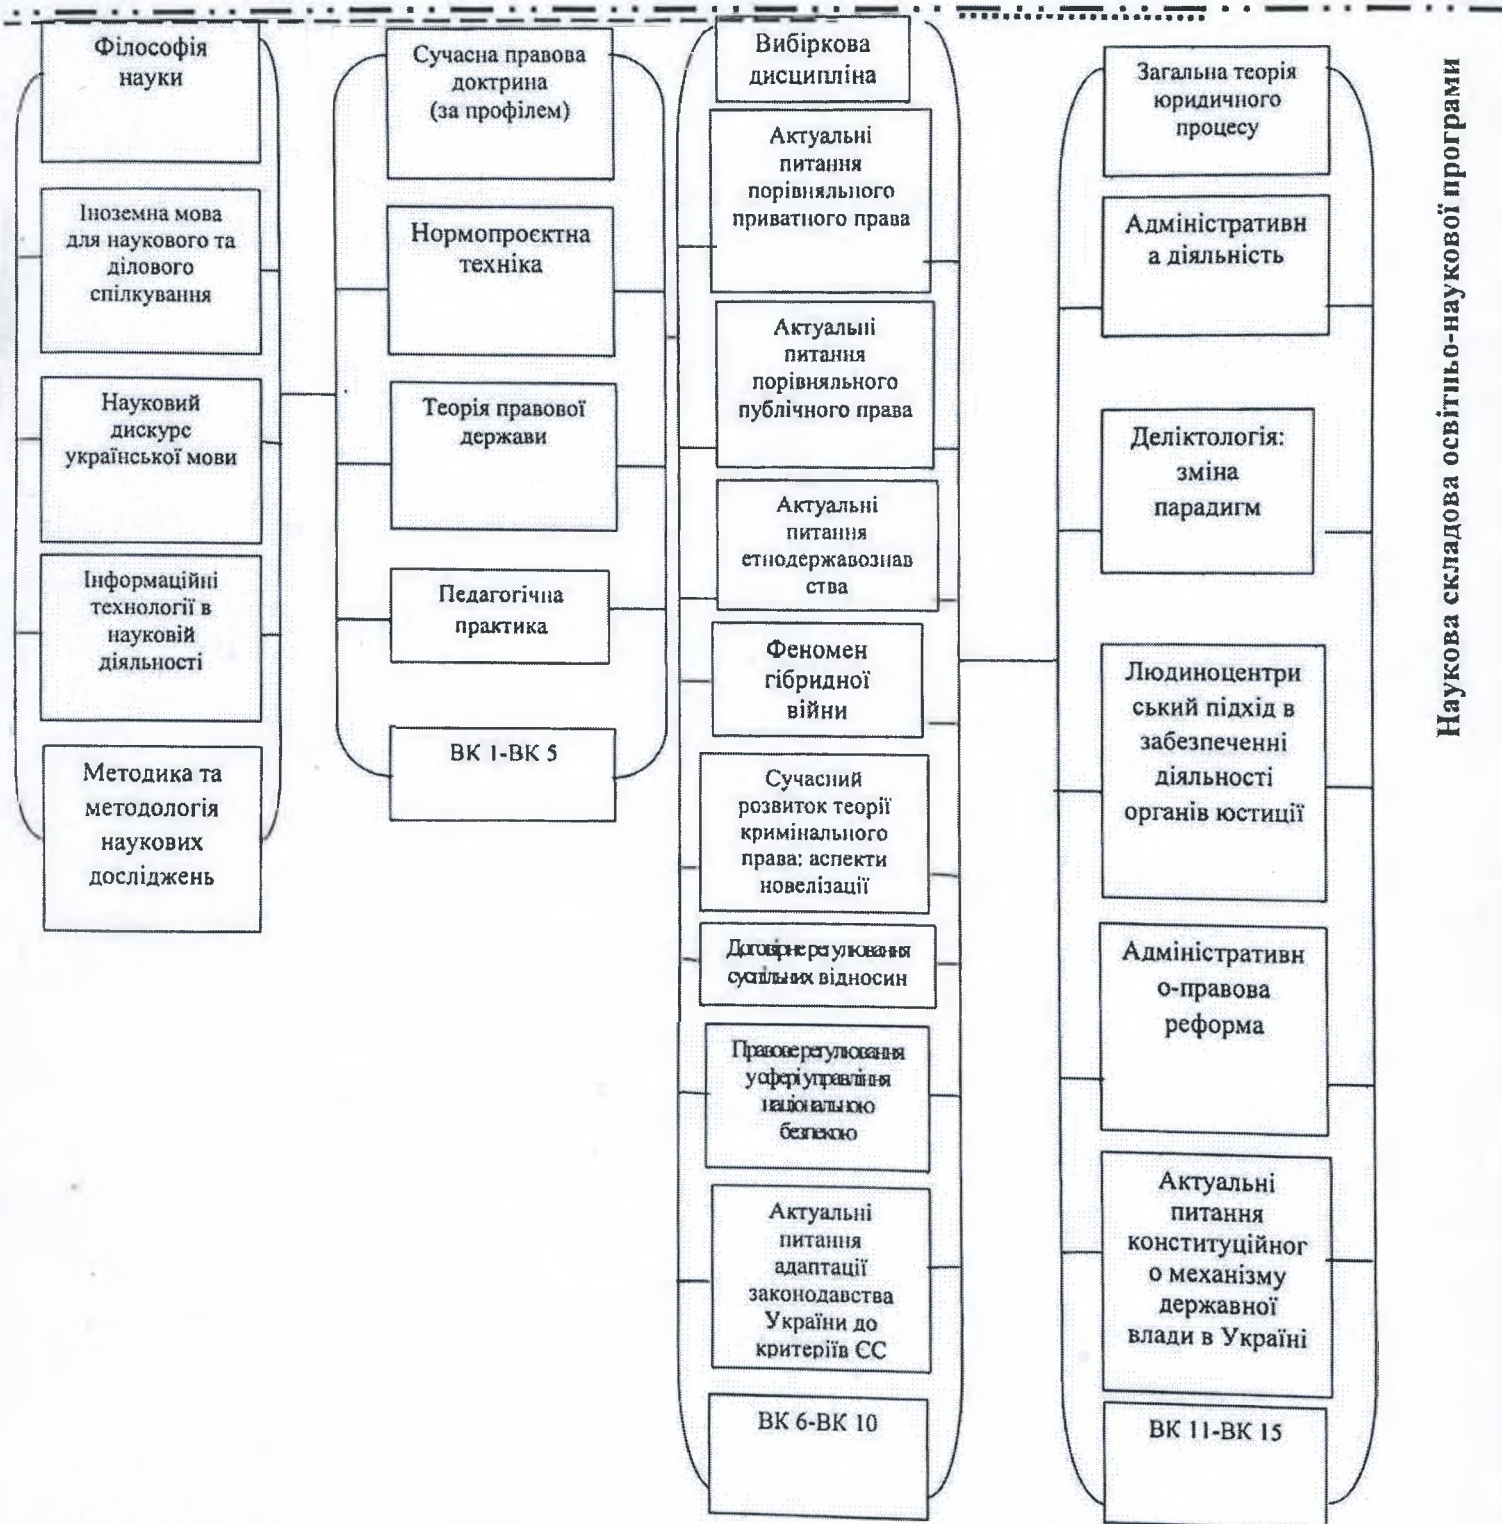 Філософія
науки
Іноземна мова
для наукового та
ділового
спілкування
Науковий
дискурс
української мови
Інформаційні
технології в
науковій
діяльності
Методика та
методологія
наукових
досліджень
Сучасна правова
доктрина
(за профілем)
Нормопроєктна
техніка
Теорія правової
держави
Педагогічна
практика
ВК 1-ВК 5
Вибіркова
дисципліна
Актуальні
питання
порівняльного
приватного права
Актуальні
питання
порівняльного
публічного права
Актуальні
питання
етнодержавознав
ства
Феномен
гібридної
війни
Сучасний
розвиток теорії
кримінального
права: аспекти
новелізації
Договірне регулювання
суспільних відносин
Правове регулювання
у сфері управління
національною
безпекою
Актуальні
питання
адаптації
законодавства
України до
критеріїв ЄС
ВК 6-ВК 10
Загальна теорія
юридичного
процесу
Адміністративн
а діяльність
Деліктологія:
зміна
парадигм
Людиноцентри
ський підхід в
забезпеченні
діяльності
органів юстиції
Адміністративн
о-правова
реформа
Актуальні
питання
конституційног
о механізму
державної
влади в Україні
ВК 11-ВК 15
Наукова складова освітньо-наукової програми